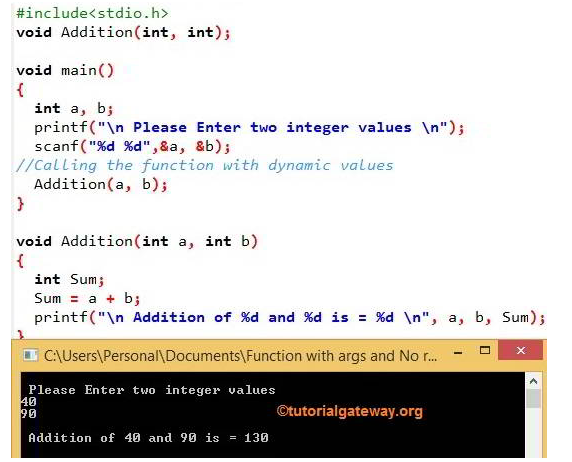 #include<stdio.h>
void Addition(int, int);
void main()
{
int a, b;
printf("\n Please Enter two integer values \n");
scanf("%d %d",&a, &b);
//Calling the function with dynamic values
Addition(a, b);
}
void Addition(int a, int b)
{
int Sum;
Sum = a + b;
printf("\n Addition of %d and %d is = %d \n", a, b, Sum);
}
C:\Users\Personal\Documents\Function with args and No r...
Please Enter two integer values
40
90
©tutorialgateway.org
Addition of 40 and 90 is = 130